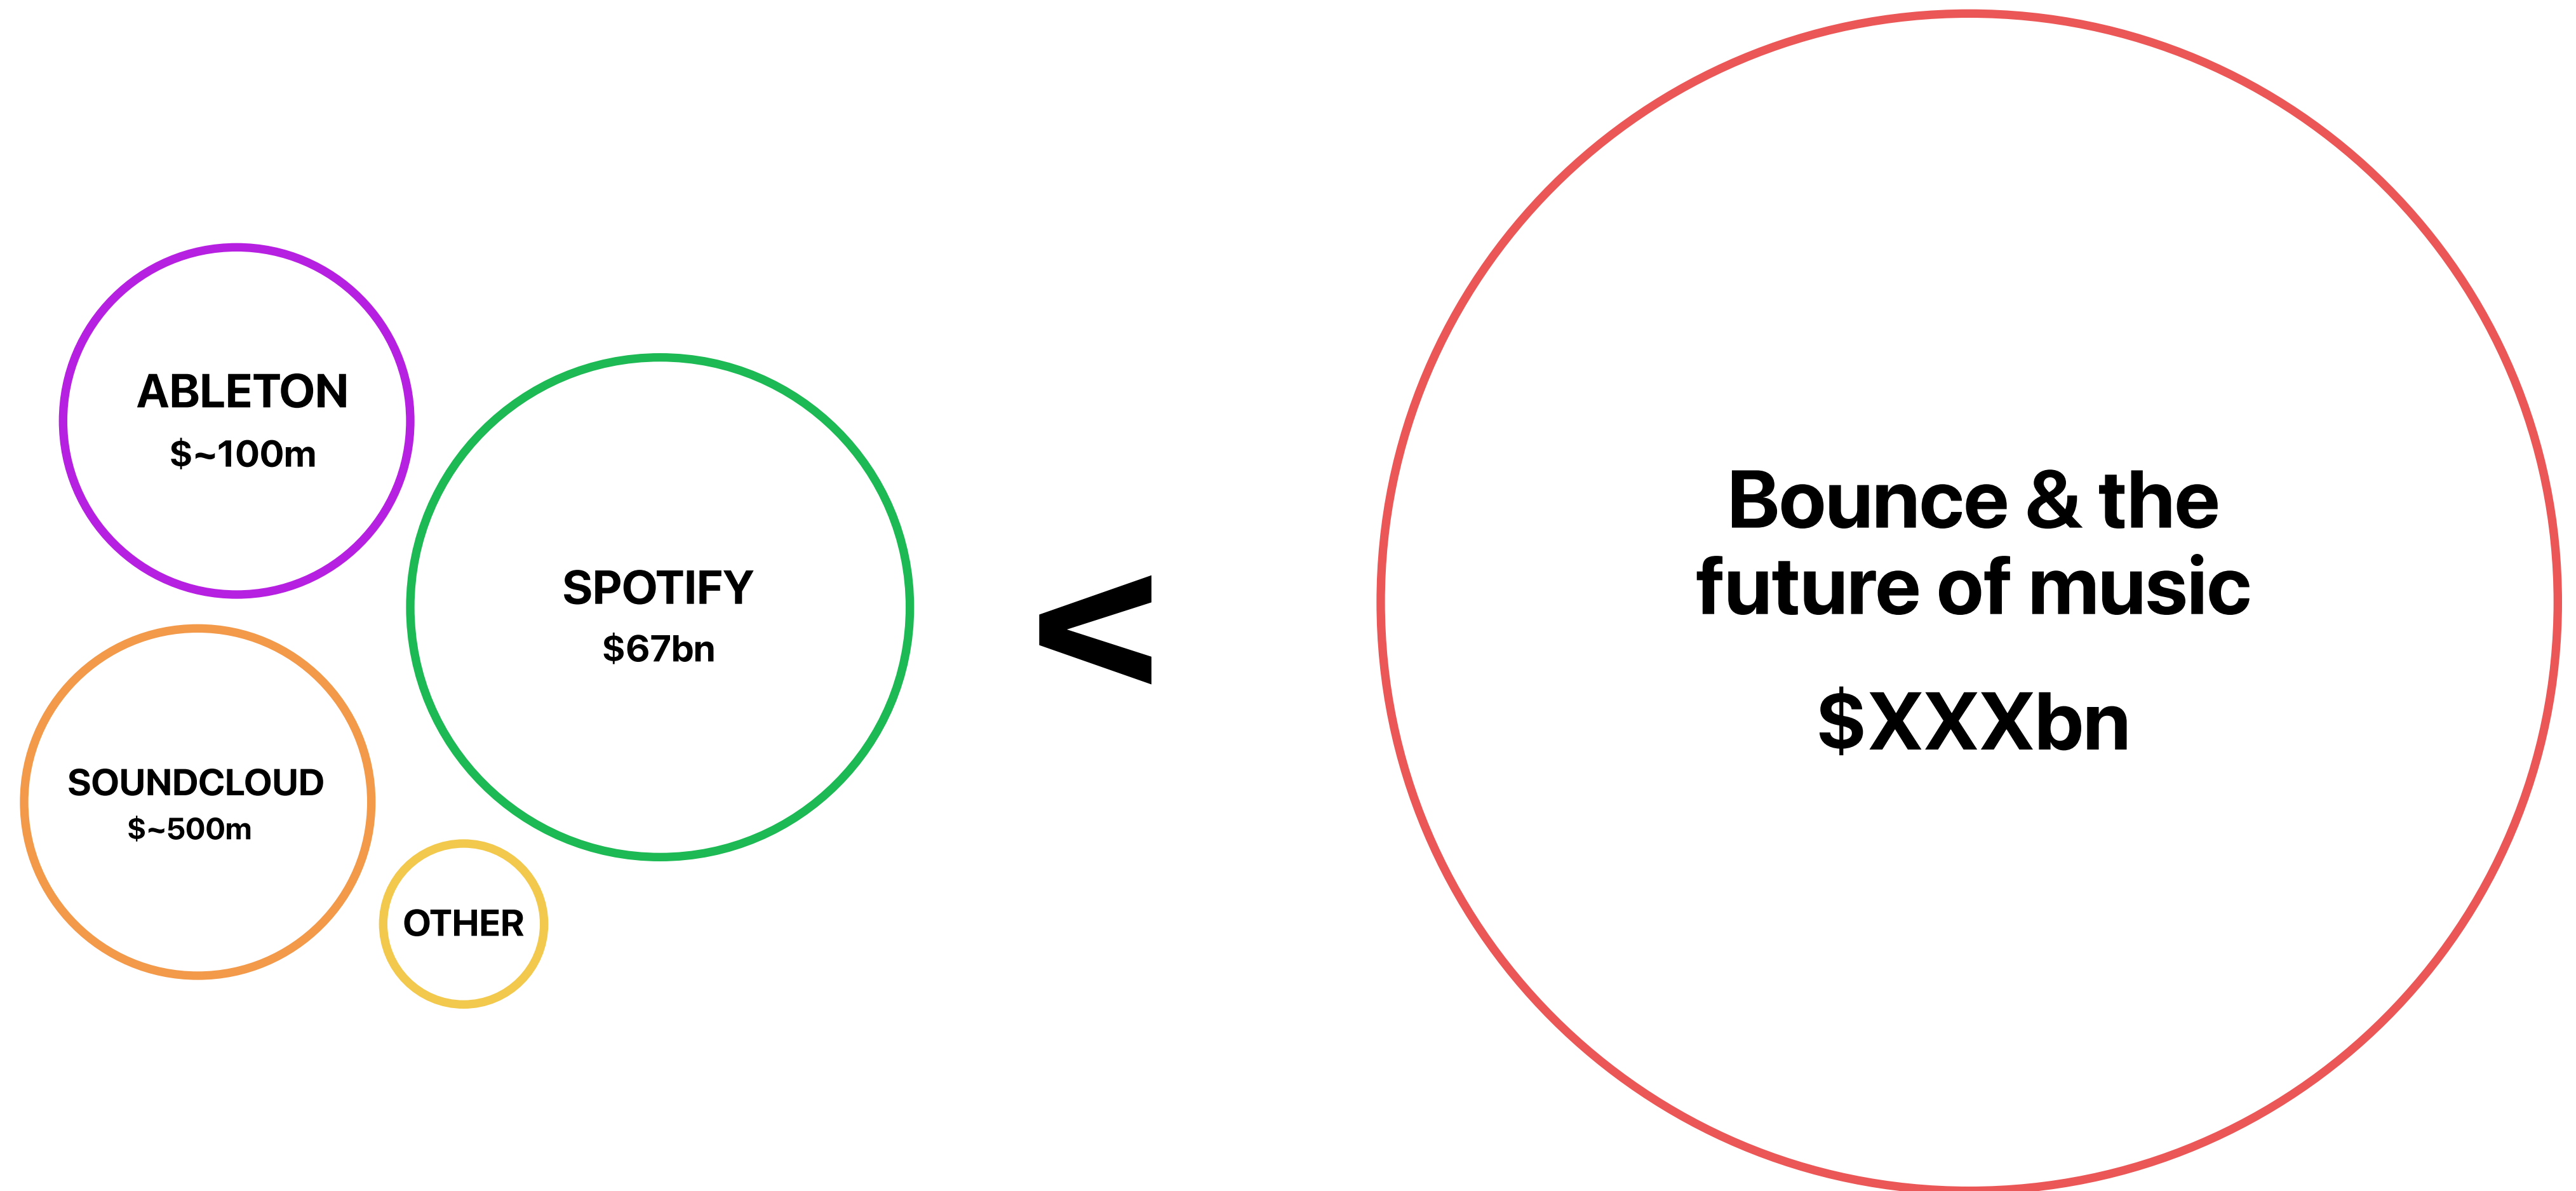 ABLETON
$~100m
SPOTIFY
$67bn
SOUNDCLOUD
$~500m
OTHER
<
Bounce & the
future of music
$XXXbn